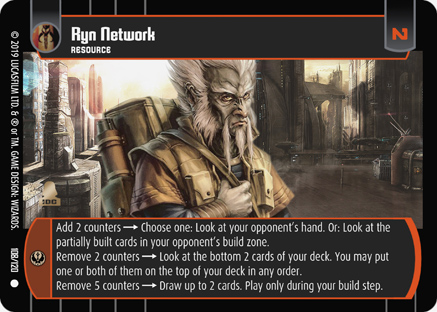 Ryn Network
RESOURCE
N
© 2019 LUCASFILM LTD. & ® or TM. GAME DESIGN: WIZARDS. 108/120
Add 2 counters → Choose one: Look at your opponent's hand. Or: Look at the
partially built cards in your opponent's build zone.
Remove 2 counters → Look at the bottom 2 cards of your deck. You may put
one or both of them on the top of your deck in any order.
Remove 5 counters → Draw up to 2 cards. Play only during your build step.